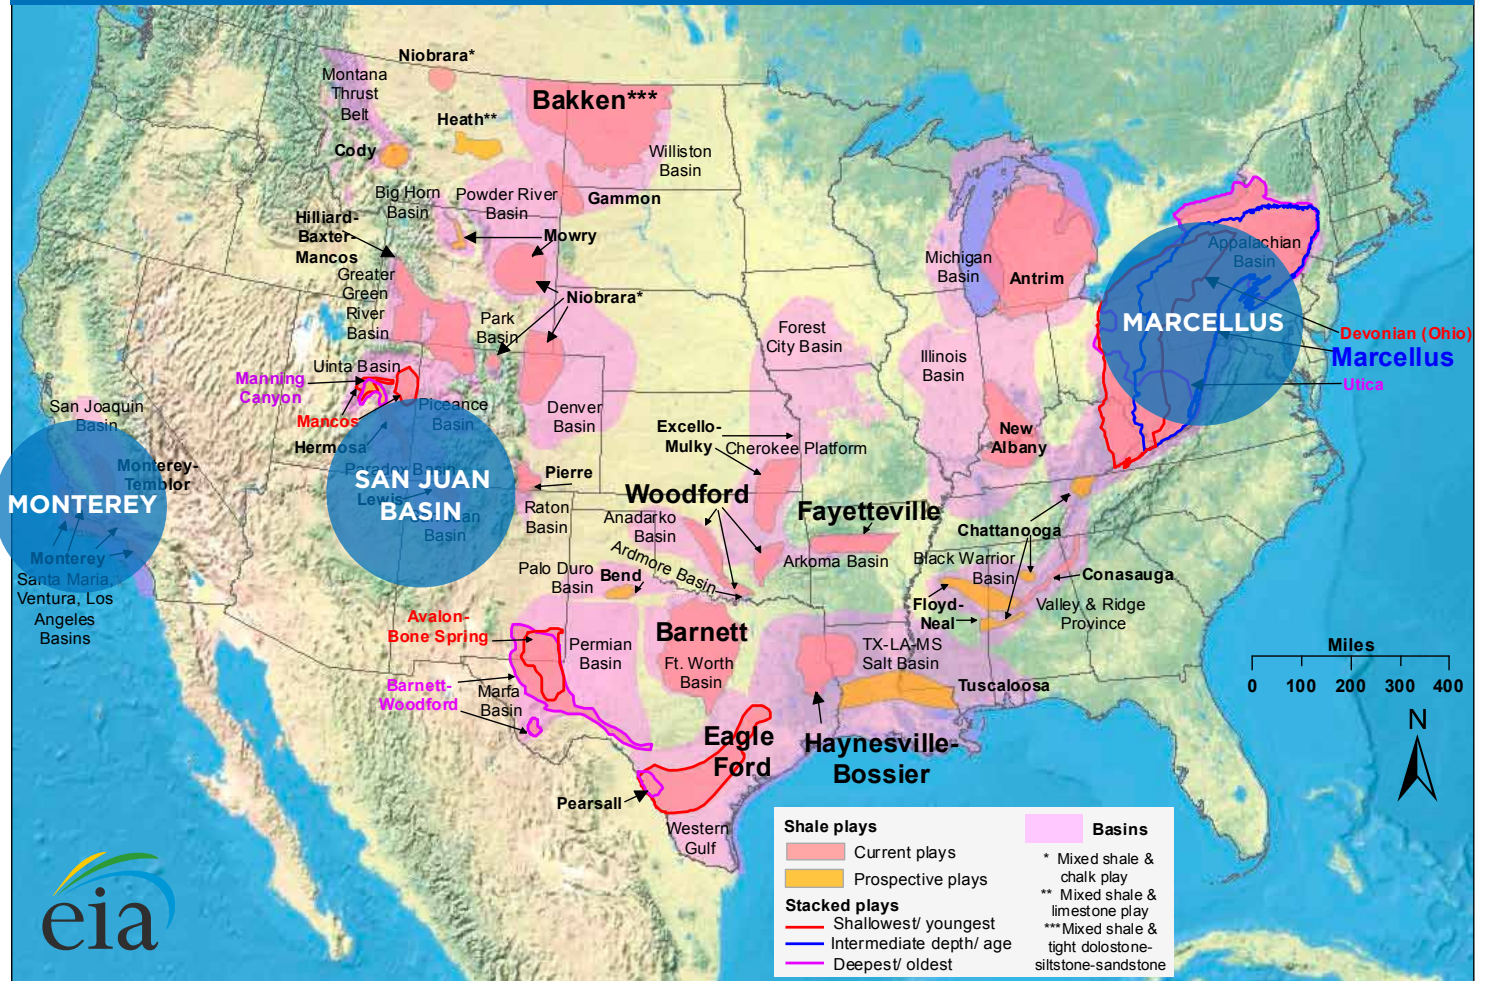 Niobrara*
Montana
Thrust
Belt
Bakken***
Heath**
Cody
Williston
Basin
Big Horn
Basin
Powder River
Basin
Gammon
Hilliard-
Baxter-
Mancos
Mowry
Greater
Green
River
Basin
Niobrara*
Park
Basin
Michigan
Basin
Antrim
Appalachian
Basin
MARCELLUS
Devonian (Ohio)
Marcellus
Utica
Forest
City Basin
Illinois
Basin
Uinta Basin
Manning
Canyon
Mancos
Piceance
Basin
Denver
Basin
Hermosa
San Joaquin
Basin
Monterey-
Temblor
MONTEREY
Monterey
Santa Maria,
Ventura, Los
Angeles
Basins
Paradox Basin
SAN JUAN
BASIN
Lewis
San Juan
Basin
Pierre
Raton
Basin
Excello-
Mulky
Cherokee Platform
New
Albany
Woodford
Anadarko
Basin
Fayetteville
Arkoma Basin
Chattanooga
Black Warrior
Basin
Conasauga
Palo Duro
Basin
Bend
Ardmore Basin
Floyd-
Neal
Valley & Ridge
Province
Avalon-
Bone Spring
Permian
Basin
Barnett
Ft. Worth
Basin
TX-LA-MS
Salt Basin
Tuscaloosa
Barnett-
Woodford
Marfa
Basin
Eagle
Ford
Haynesville-
Bossier
Pearsall
Western
Gulf
Miles
0 100 200 300 400
N
Shale plays
Current plays
Prospective plays
Stacked plays
Shallowest/ youngest
Intermediate depth/ age
Deepest/ oldest
Basins
* Mixed shale &
chalk play
** Mixed shale &
limestone play
***Mixed shale &
tight dolostone-
siltstone-sandstone
eia